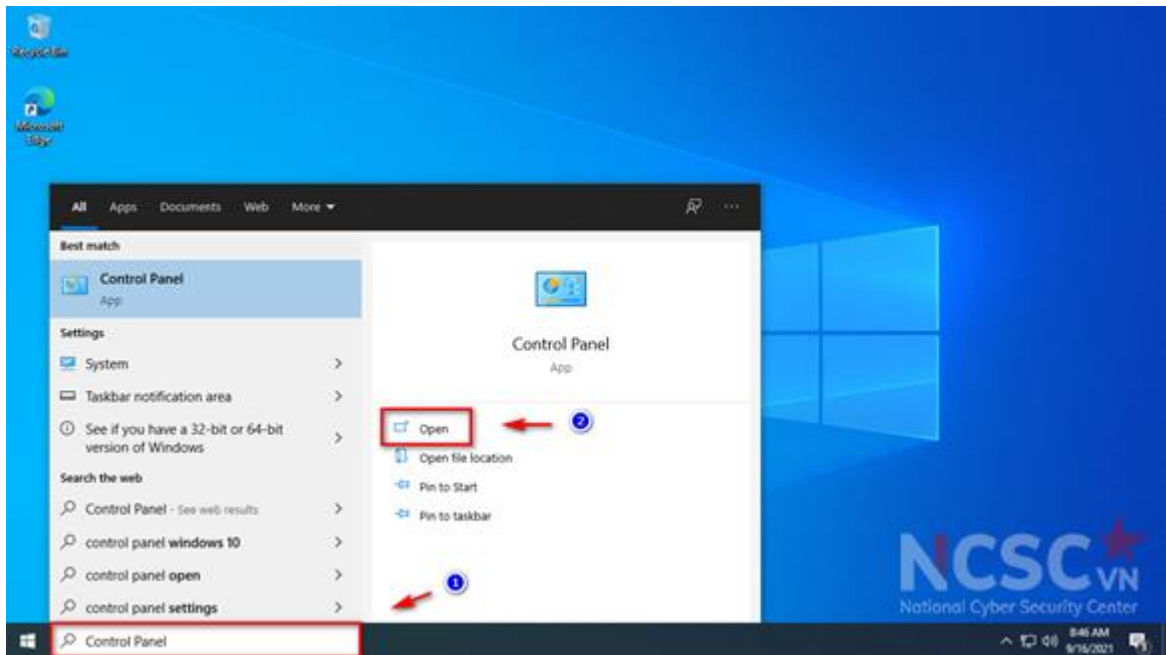 Recycle Bin
Microsoft
Edge
All Apps Documents Web More
Best match
Control Panel
App
Settings
System
Taskbar notification area
See if you have a 32-bit or 64-bit
version of Windows
Search the web
Control Panel - See web results
control panel windows 10
control panel open
control panel settings
Control Panel
App
Open
2
Open file location
Pin to Start
Pin to taskbar
1
NCSC VN
National Cyber Security Center
Control Panel
8:46 AM
9/16/2021